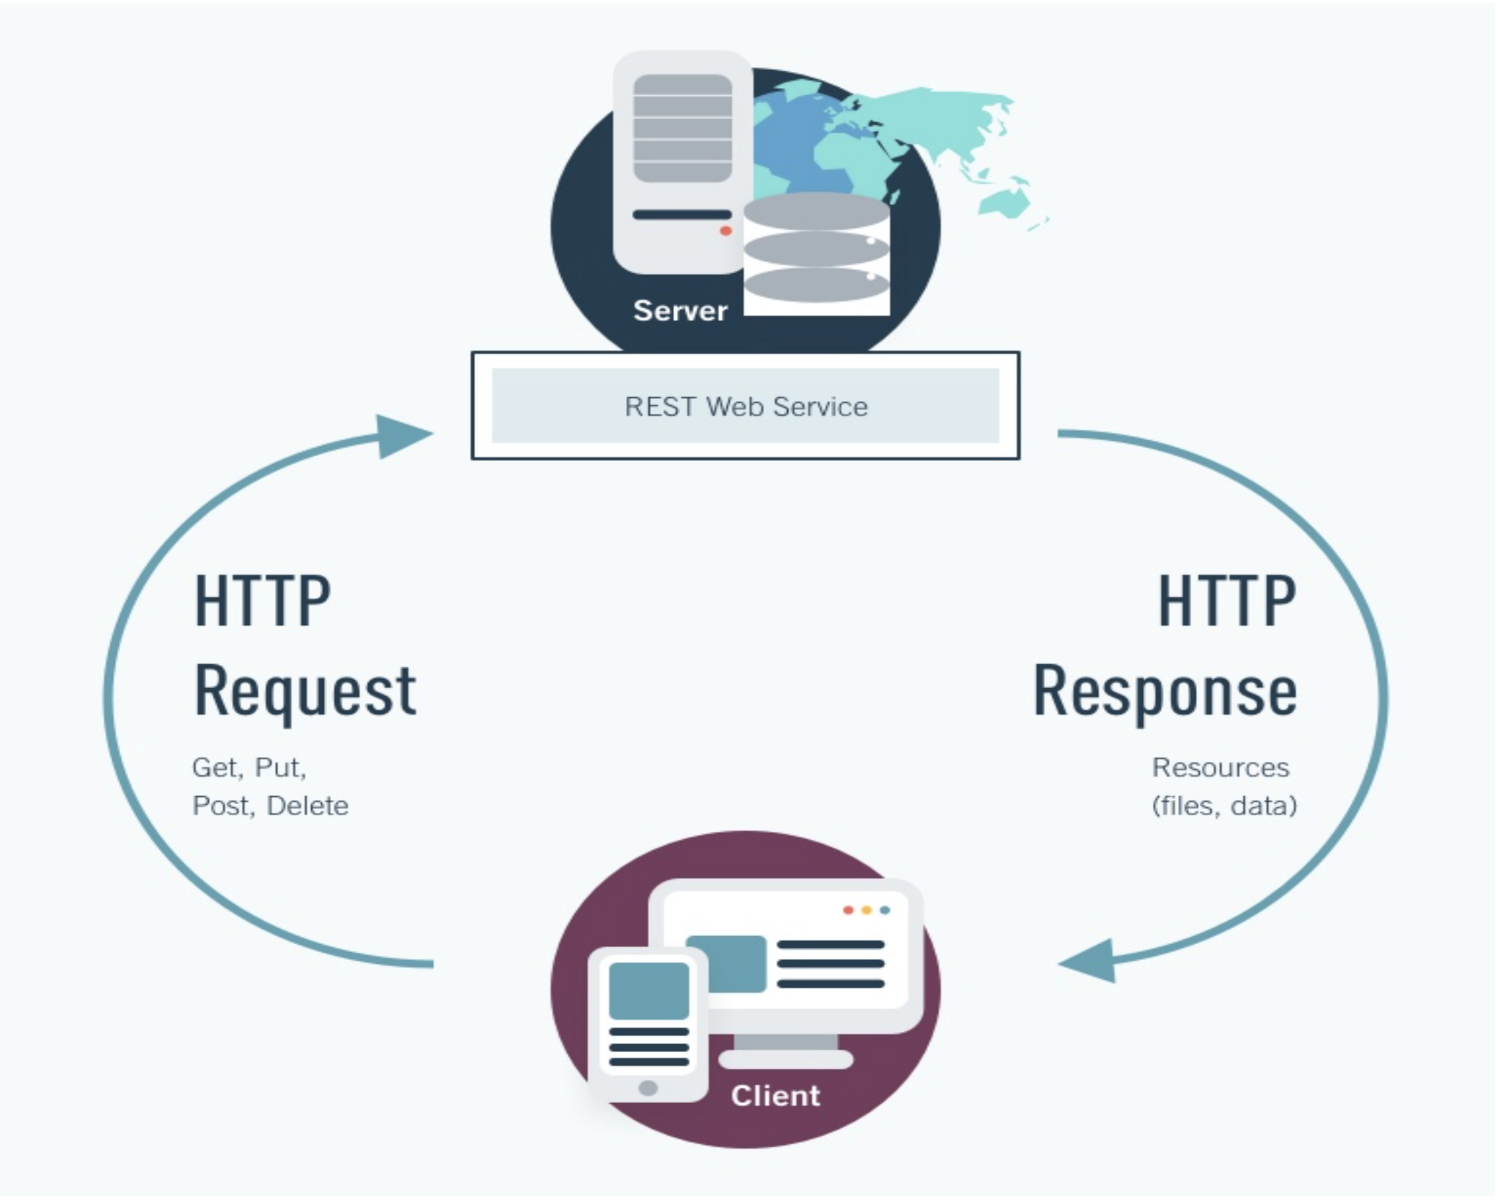 Server
REST Web Service
HTTP
Request
Get, Put,
Post, Delete
HTTP
Response
Resources
(files, data)
Client